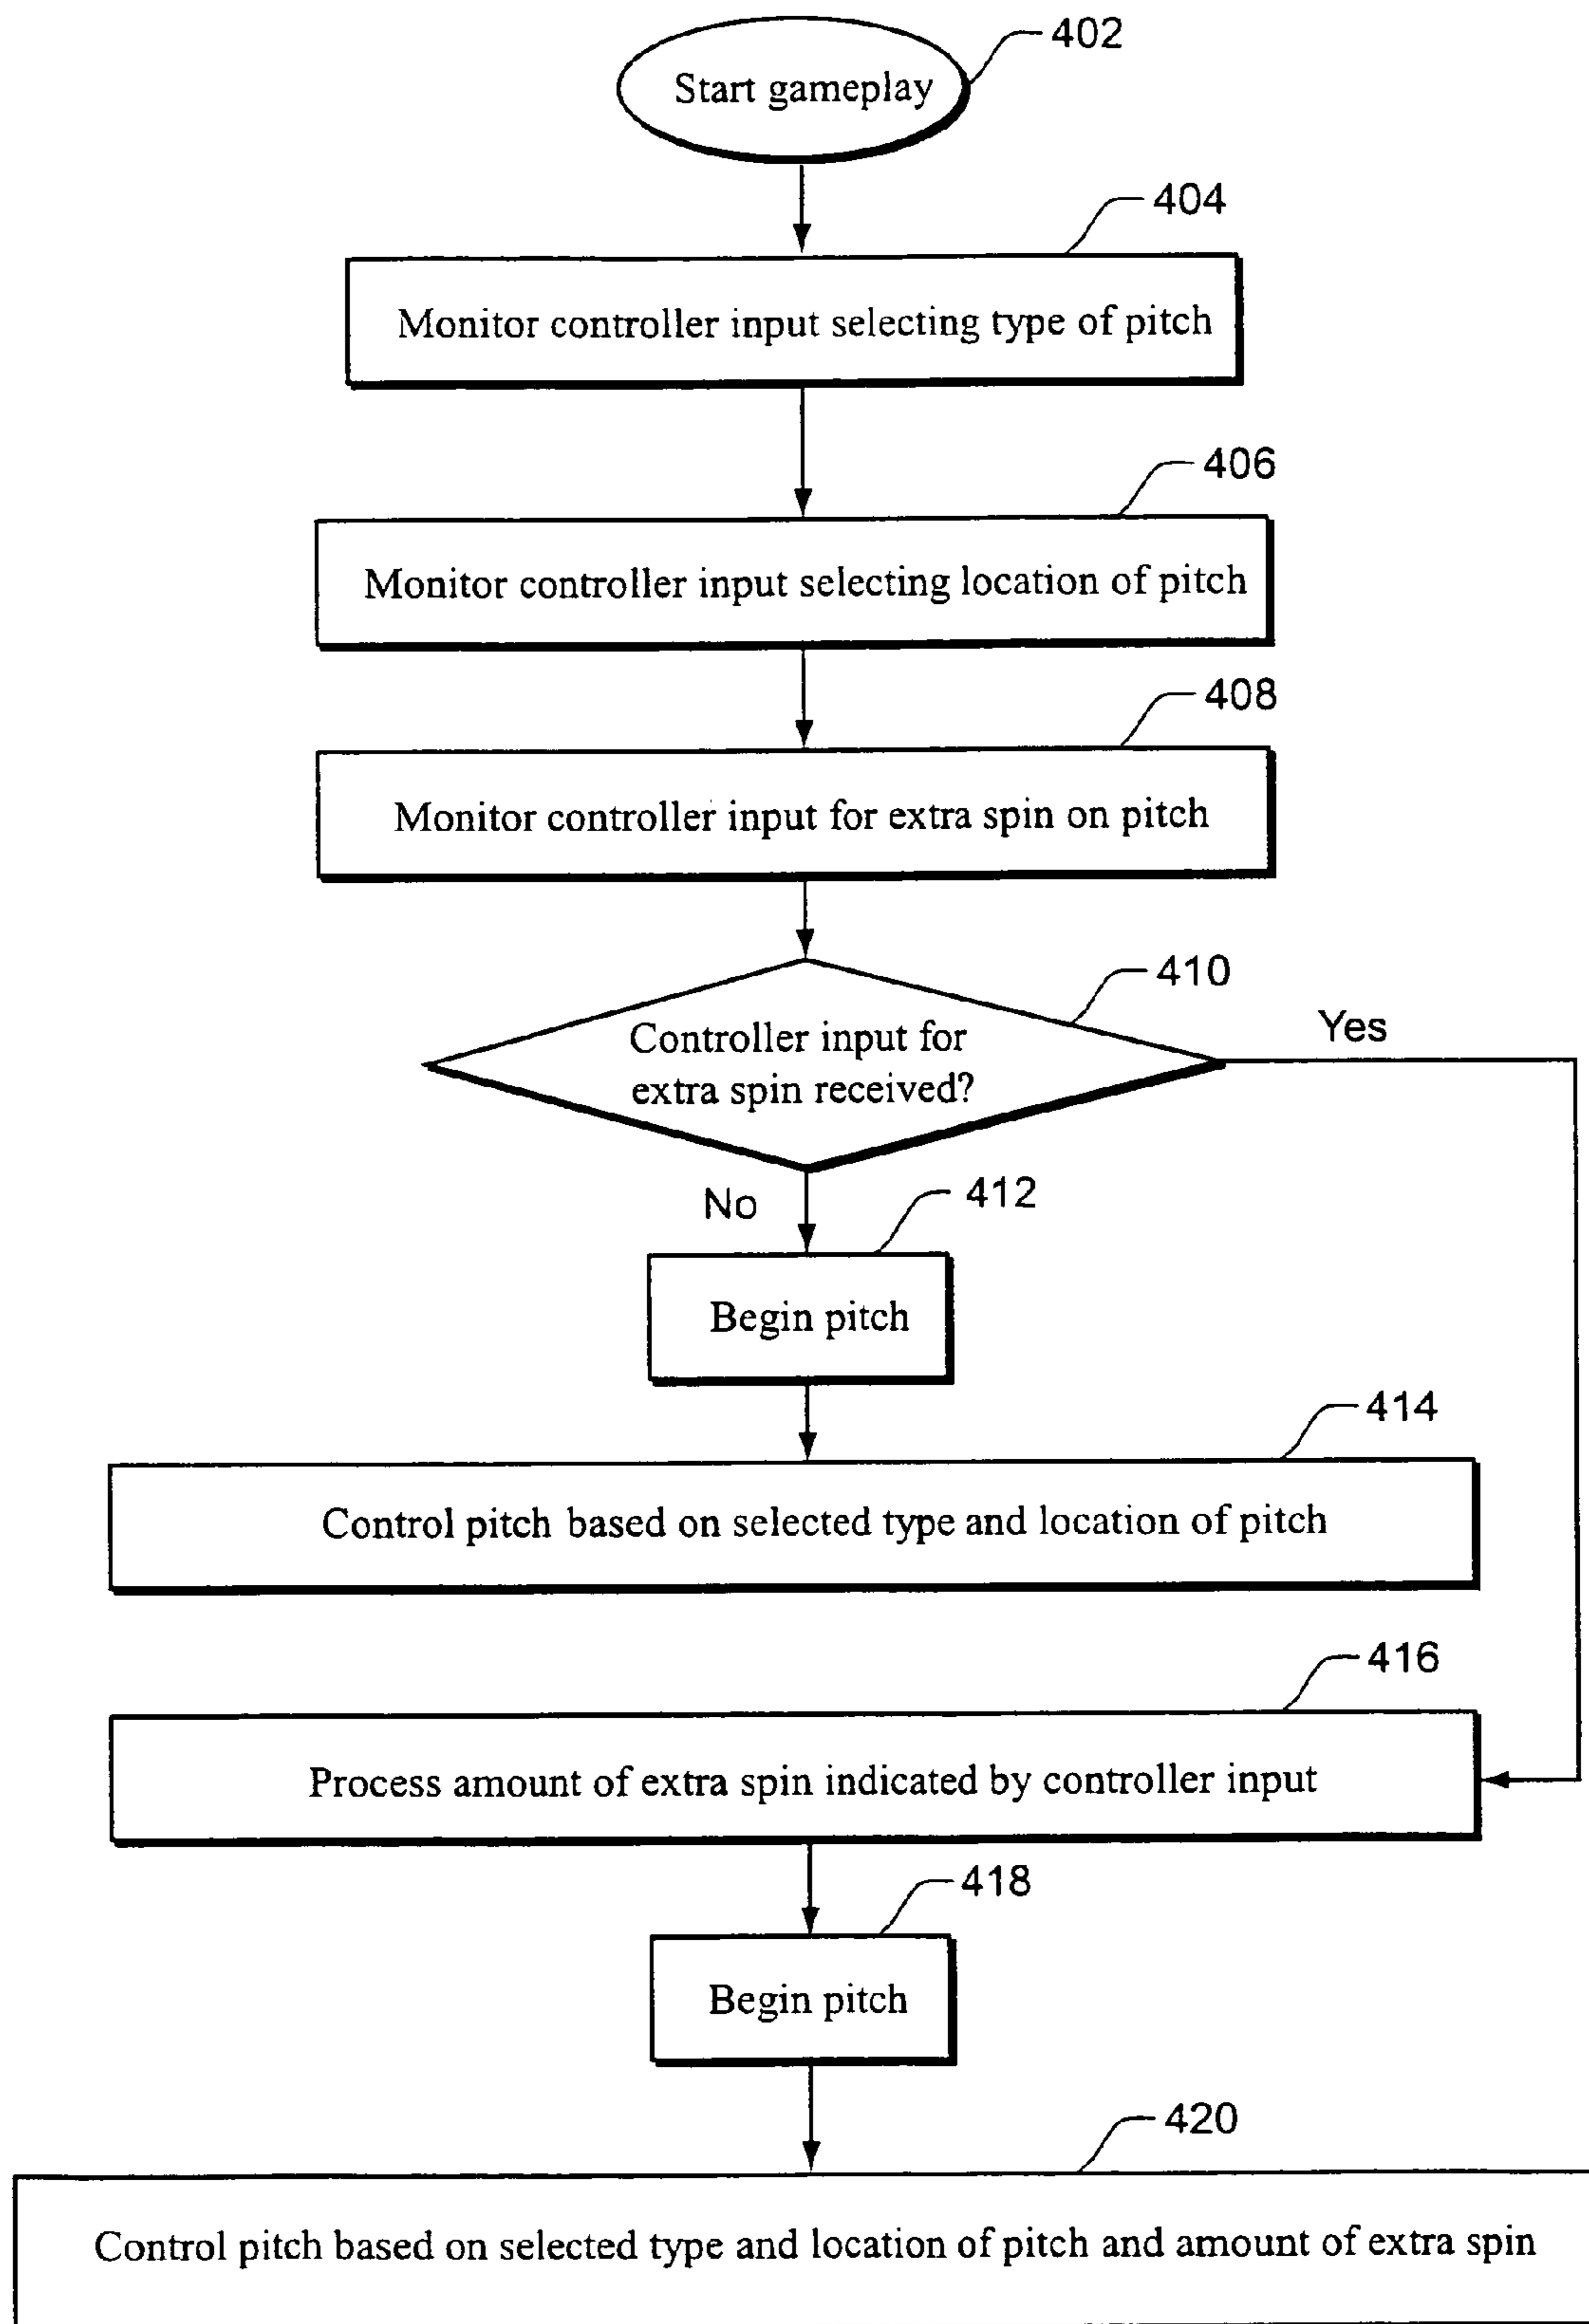 402
Start gameplay
404
Monitor controller input selecting type of pitch
406
Monitor controller input selecting location of pitch
408
Monitor controller input for extra spin on pitch
410
Controller input for
extra spin received?
Yes
No
412
Begin pitch
414
Control pitch based on selected type and location of pitch
416
Process amount of extra spin indicated by controller input
418
Begin pitch
420
Control pitch based on selected type and location of pitch and amount of extra spin